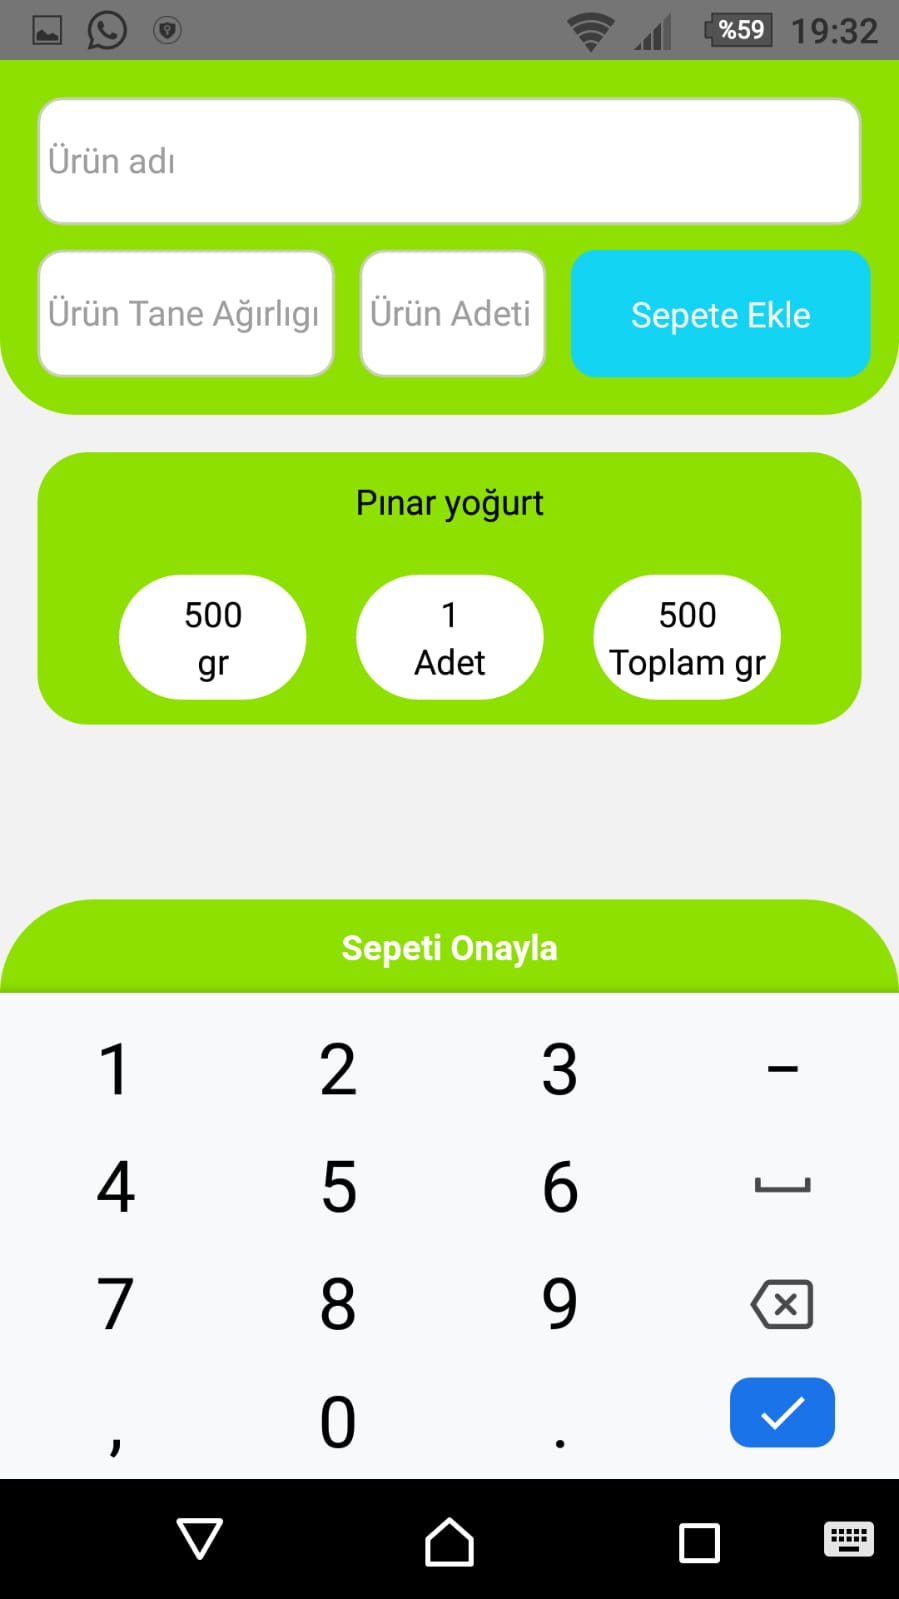 %59 19:32
Ürün adı
Ürün Tane Ağırlıgı Ürün Adeti Sepete Ekle
Pınar yoğurt
500 1 500
gr Adet Toplam gr
Sepeti Onayla
1 2 3 –
4 5 6
7 8 9
, 0 .